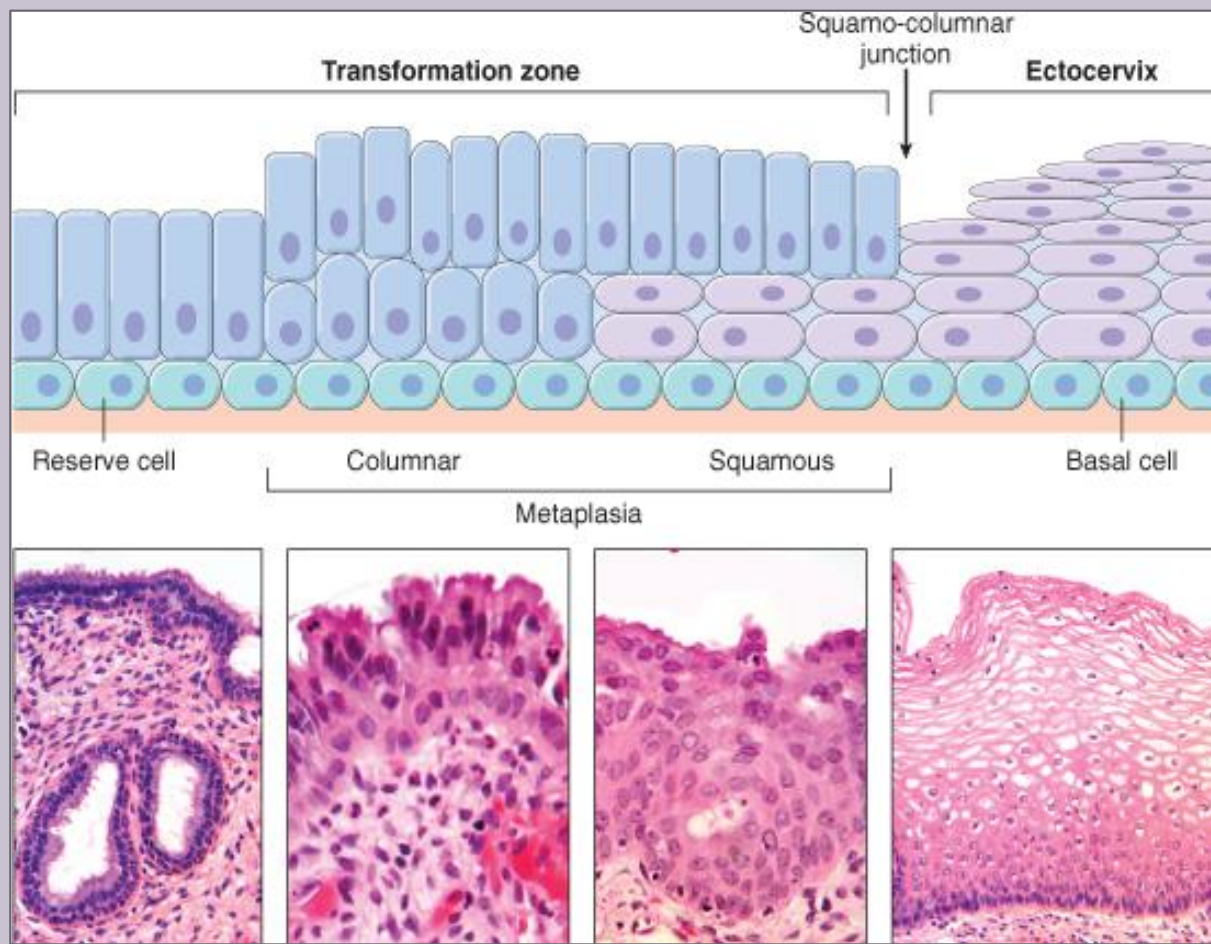 Squamo-columnar
junction
Transformation zone
Ectocervix
Reserve cell
Columnar
Squamous
Basal cell
Metaplasia